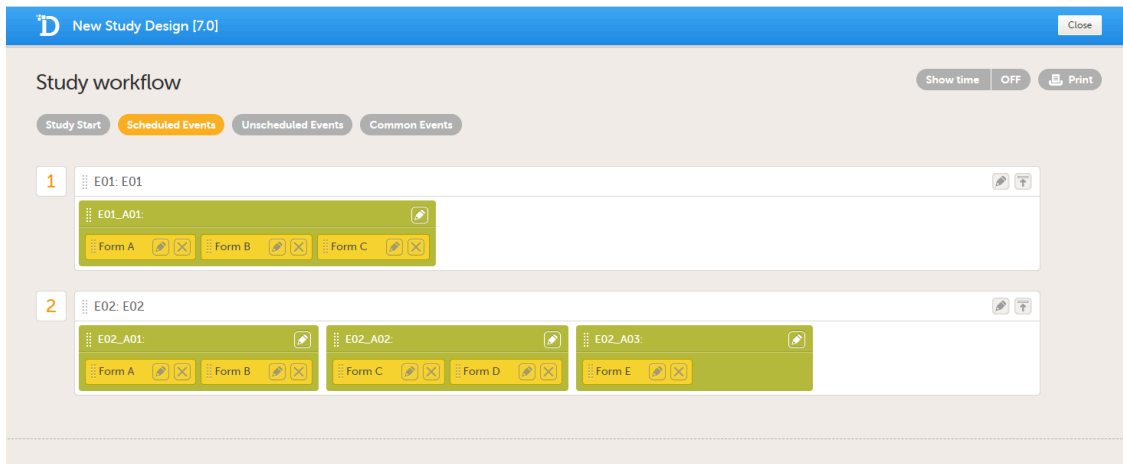 D New Study Design [7.0] Close
Study workflow Show time OFF Print
Study Start Scheduled Events Unscheduled Events Common Events
1 E01: E01
E01_A01:
Form A Form B Form C
2 E02: E02
E02_A01: E02_A02: E02_A03:
Form A Form B Form C Form D Form E